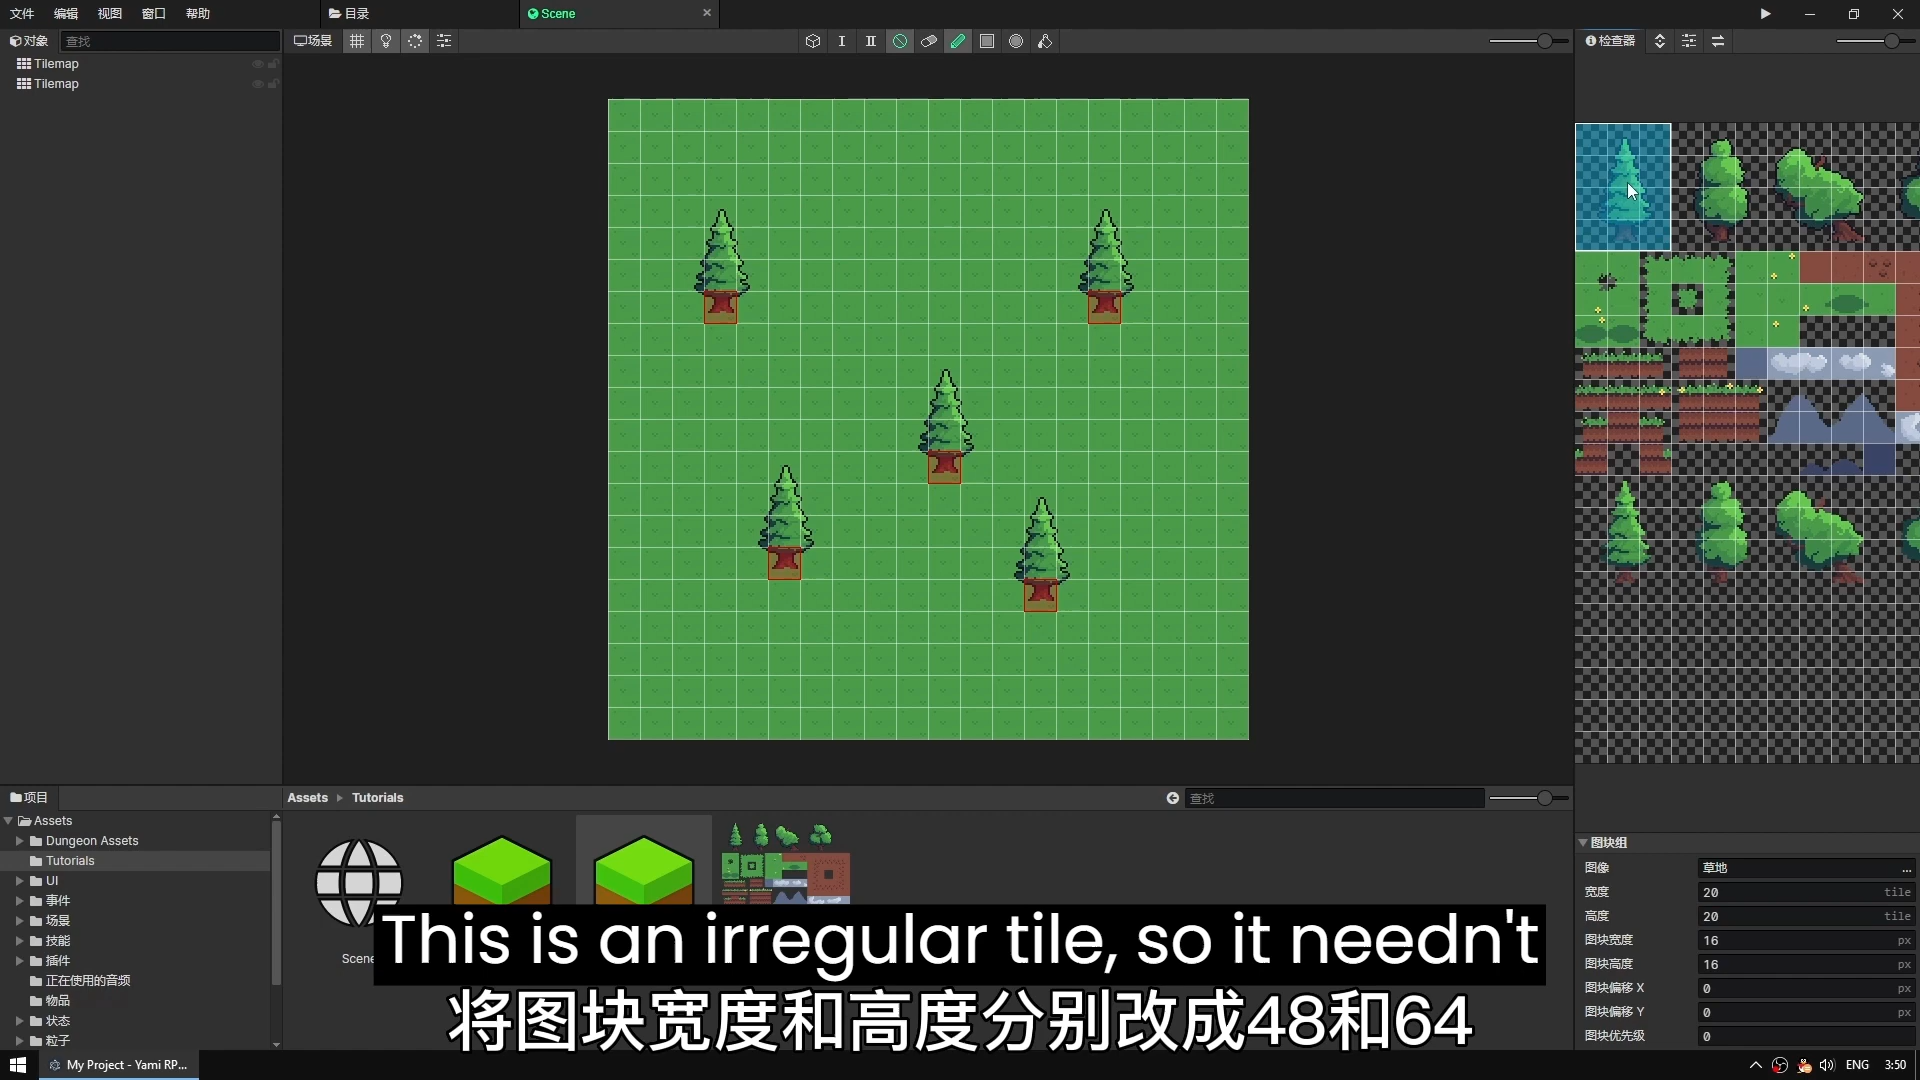 文件 编辑 视图 窗口 帮助 目录 Scene
对象 查找 场景 检查器
Tilemap
Tilemap
项目 Assets Tutorials 查找
Assets
Dungeon Assets
Tutorials
UI
事件
场景
技能
插件
正在使用的音频
物品
状态
粒子
Scene
图块组
图像 草地 ...
宽度 20 tile
高度 20 tile
图块宽度 16 px
图块高度 16 px
图块偏移 X 0 px
图块偏移 Y 0 px
图块优先级 0
This is an irregular tile, so it needn't
将图块宽度和高度分别改成48和64
My Project - Yami RP... ENG 3:50